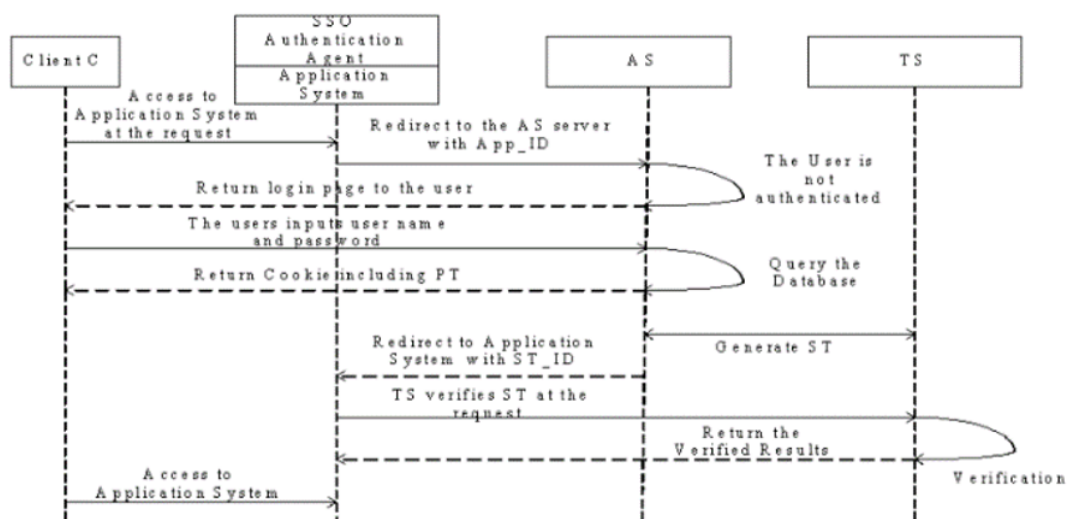 SSO
Authentication
Agent
Client C
AS
TS
Application
System
Access to
Application System
at the request
Redirect to the AS server
with App_ID
The User is
not
authenticated
Return login page to the user
The users inputs user name
and password
Query the
Database
Return Cookie including PT
Generate ST
Redirect to Application
System with ST_ID
TS verifies ST at the
request
Return the
Verified Results
Verification
Access to
Application System